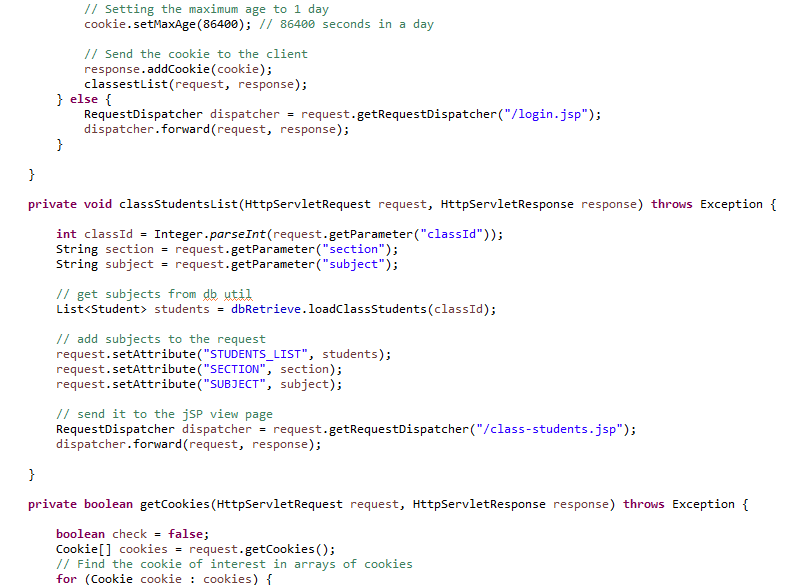 // Setting the maximum age to 1 day
cookie.setMaxAge(86400); // 86400 seconds in a day
// Send the cookie to the client
response.addCookie(cookie);
classestList(request, response);
} else {
RequestDispatcher dispatcher = request.getRequestDispatcher("/login.jsp");
dispatcher.forward(request, response);
}
}
private void classStudentsList(HttpServletRequest request, HttpServletResponse response) throws Exception {
int classId = Integer.parseInt(request.getParameter("classId"));
String section = request.getParameter("section");
String subject = request.getParameter("subject");
// get subjects from db util
List<Student> students = dbRetrieve.loadClassStudents(classId);
// add subjects to the request
request.setAttribute("STUDENTS_LIST", students);
request.setAttribute("SECTION", section);
request.setAttribute("SUBJECT", subject);
// send it to the jSP view page
RequestDispatcher dispatcher = request.getRequestDispatcher("/class-students.jsp");
dispatcher.forward(request, response);
}
private boolean getCookies(HttpServletRequest request, HttpServletResponse response) throws Exception {
boolean check = false;
Cookie[] cookies = request.getCookies();
// Find the cookie of interest in arrays of cookies
for (Cookie cookie : cookies) {